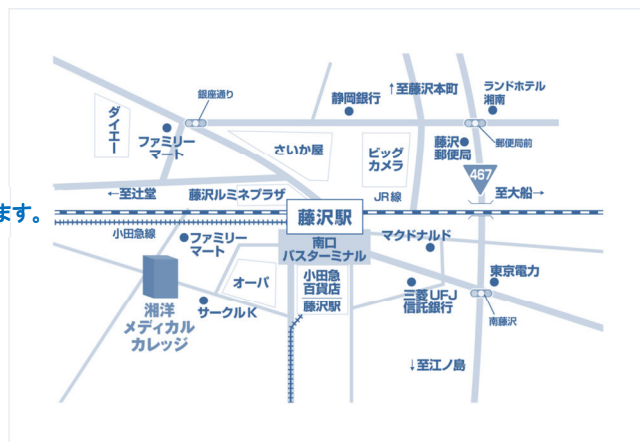 銀座通り
静岡銀行
↑至藤沢本町
ランドホテル
湘南
ダイエー
ファミリー
マート
さいか屋
ビッグ
カメラ
藤沢
郵便局
郵便局前
467
←至辻堂
藤沢ルミネプラザ
JR線
至大船→
ます。
藤沢駅
小田急線
ファミリー
マート
南口
バスターミナル
マクドナルド
オーパ
小田急
百貨店
藤沢駅
東京電力
三菱UFJ
信託銀行
湘洋
メディカル
カレッジ
サークルK
南藤沢
↓至江ノ島